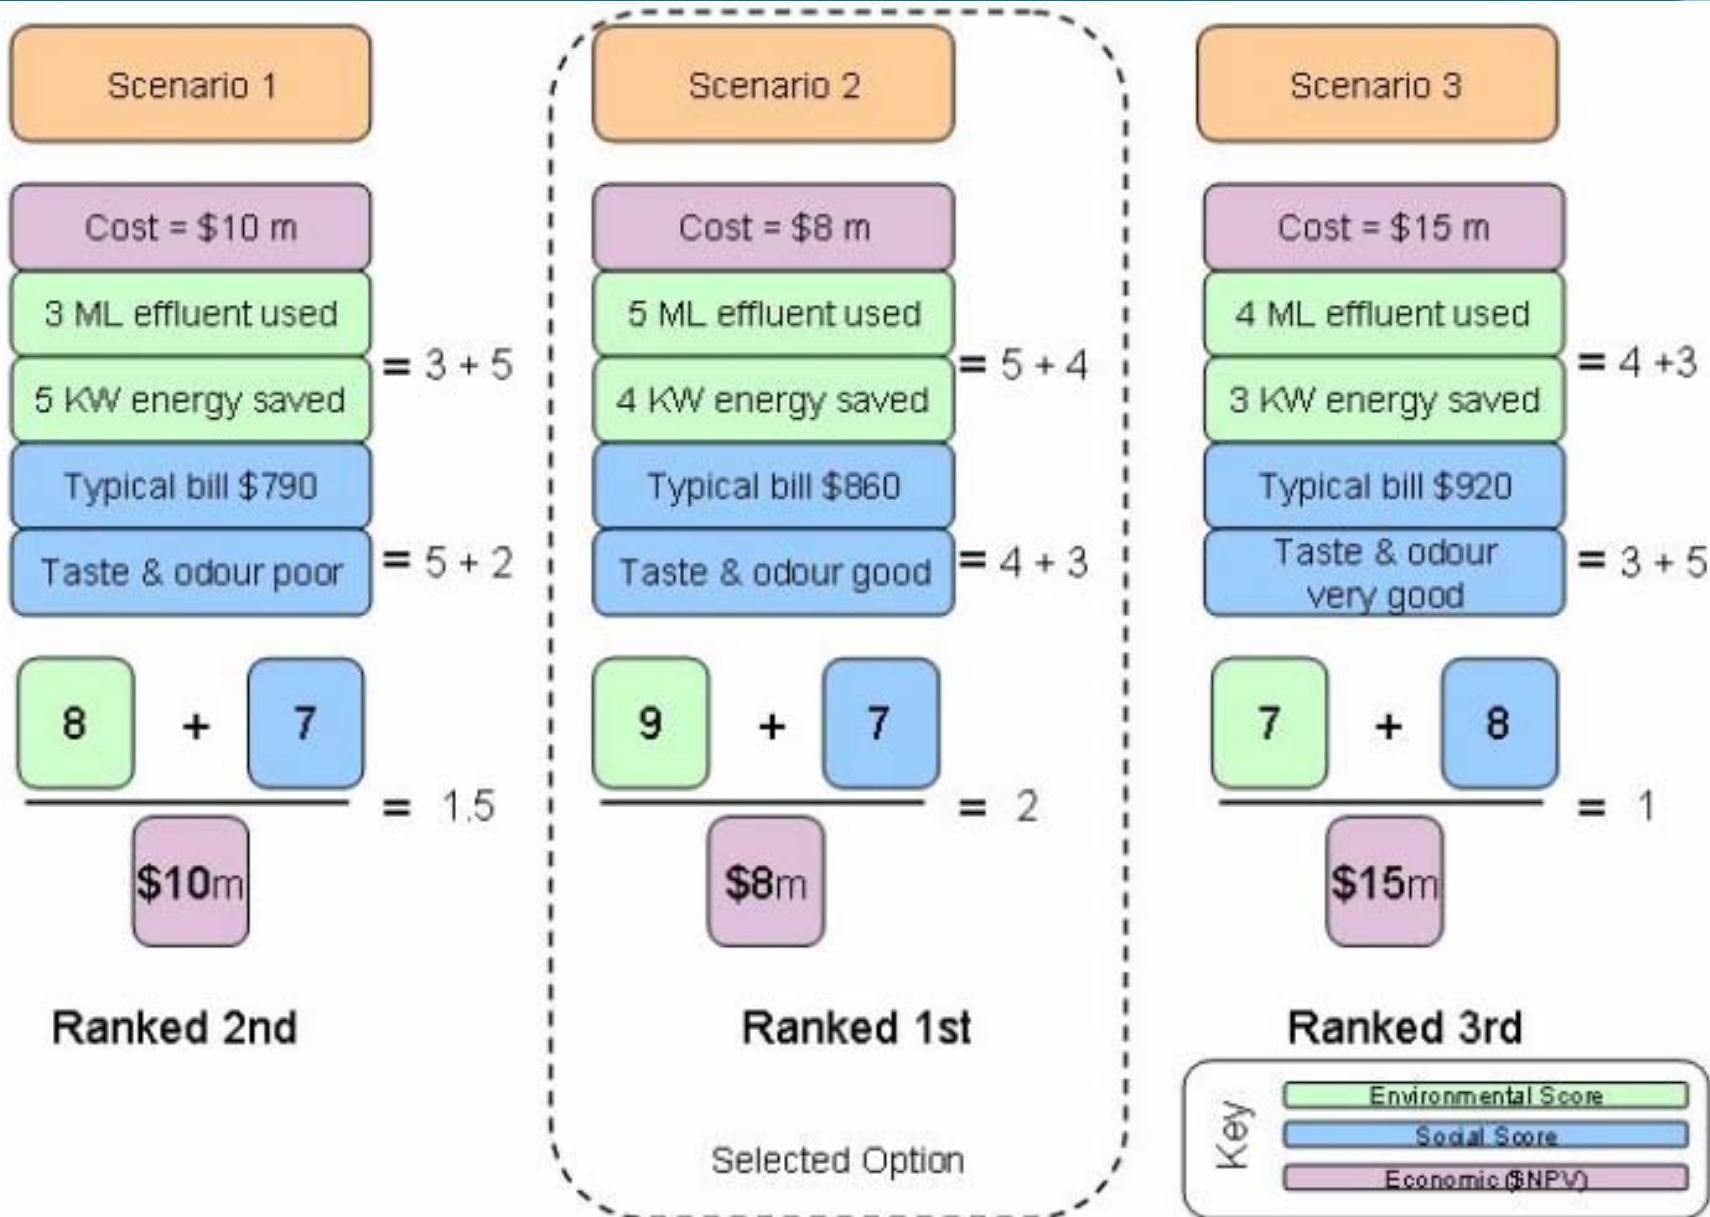 Scenario 1
Cost = $10 m
3 ML effluent used
5 KW energy saved
= 3 + 5
Typical bill $790
Taste & odour poor
= 5 + 2
8 + 7
= 1.5
$10m
Ranked 2nd
Scenario 2
Cost = $8 m
5 ML effluent used
4 KW energy saved
= 5 + 4
Typical bill $860
Taste & odour good
= 4 + 3
9 + 7
= 2
$8m
Ranked 1st
Selected Option
Scenario 3
Cost = $15 m
4 ML effluent used
3 KW energy saved
= 4 +3
Typical bill $920
Taste & odour
very good
= 3 + 5
7 + 8
= 1
$15m
Ranked 3rd
Key
Environmental Score
Social Score
Economic ($NPV)